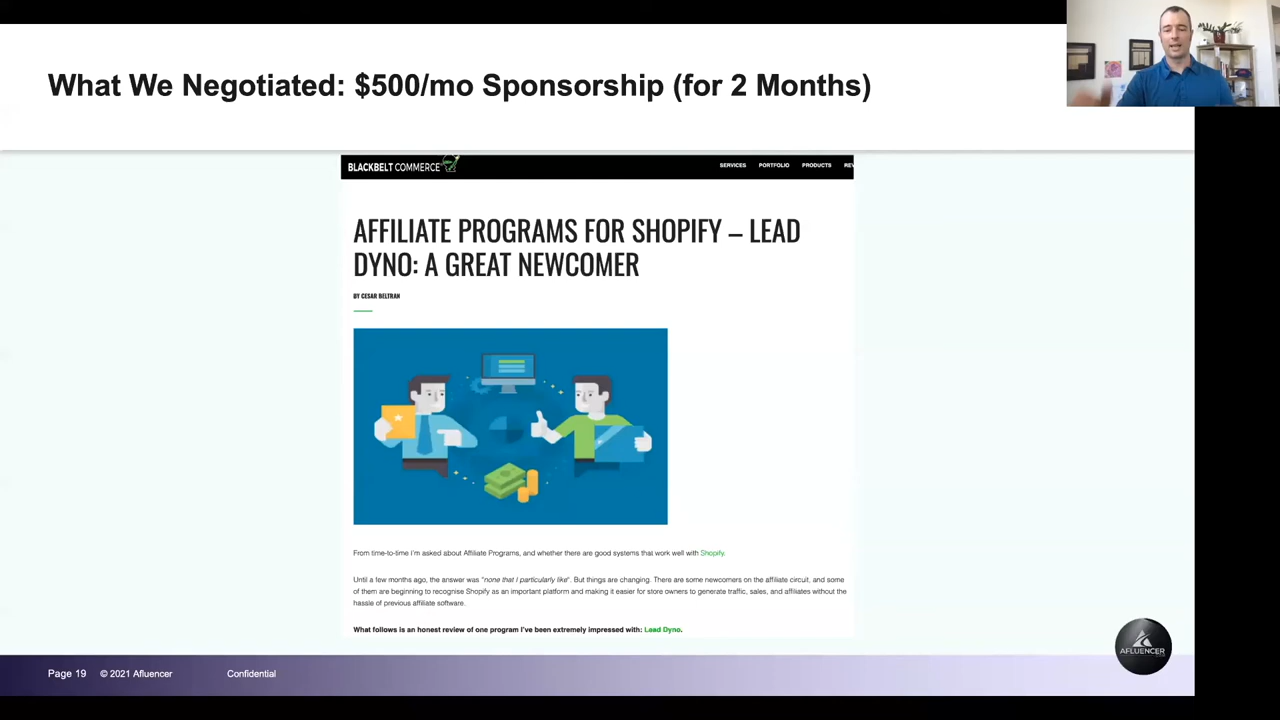 What We Negotiated: $500/mo Sponsorship (for 2 Months)
BLACKBELT COMMERCE
SERVICES PORTFOLIO PRODUCTS REV
AFFILIATE PROGRAMS FOR SHOPIFY – LEAD
DYNO: A GREAT NEWCOMER
BY CESAR BELTRAN
From time-to-time I'm asked about Affiliate Programs, and whether there are good systems that work well with Shopify.
Until a few months ago, the answer was "none that I particularly like". But things are changing. There are some newcomers on the affiliate circuit, and some
of them are beginning to recognise Shopify as an important platform and making it easier for store owners to generate traffic, sales, and affiliates without the
hassle of previous affiliate software.
What follows is an honest review of one program I've been extremely impressed with: Lead Dyno.
AFLUENCER
Page 19 © 2021 Afluencer Confidential